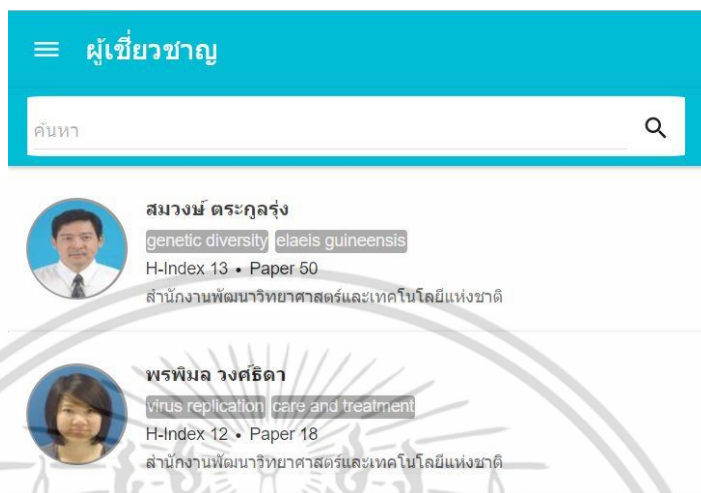 ผู้เชี่ยวชาญ
ค้นหา
สมวงษ์ ตระกูลรุ่ง
genetic diversity elaeis guineensis
H-Index 13 • Paper 50
สำนักงานพัฒนาวิทยาศาสตร์และเทคโนโลยีแห่งชาติ
พรพิมล วงศ์ธิดา
virus replication care and treatment
H-Index 12 • Paper 18
สำนักงานพัฒนาวิทยาศาสตร์และเทคโนโลยีแห่งชาติ